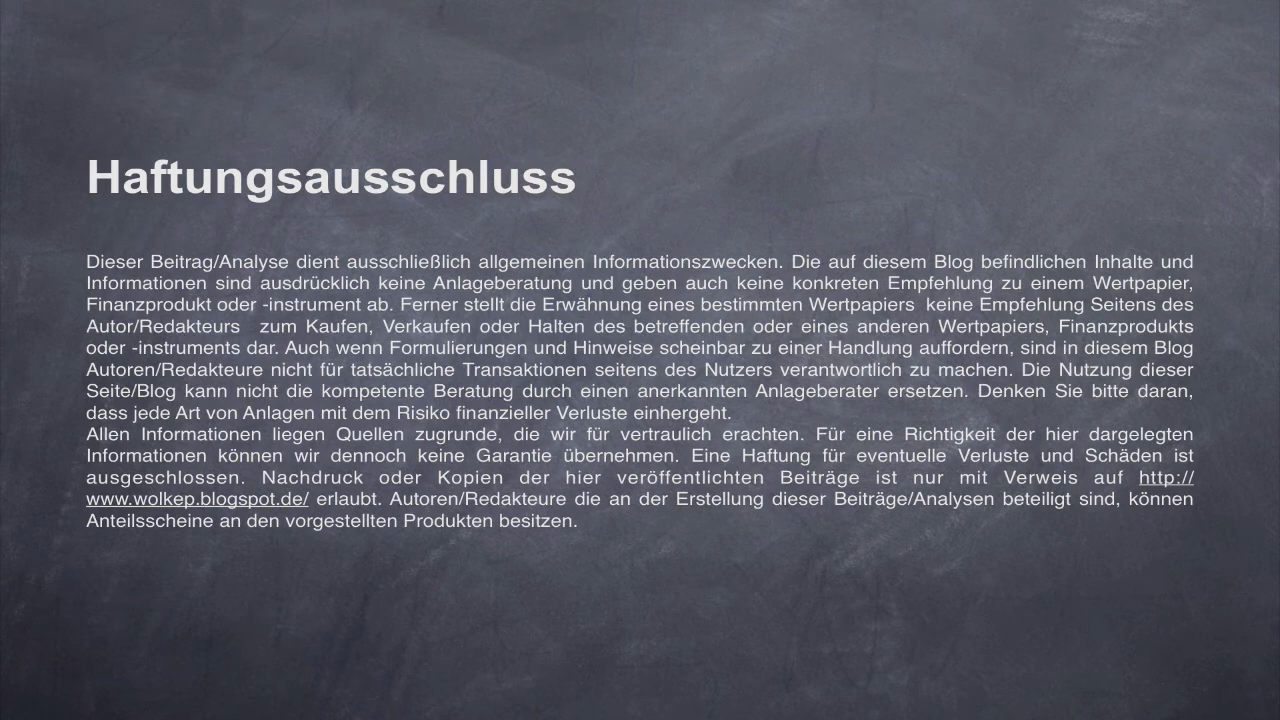 Haftungsausschluss
Dieser Beitrag/Analyse dient ausschließlich allgemeinen Informationszwecken. Die auf diesem Blog befindlichen Inhalte und
Informationen sind ausdrücklich keine Anlageberatung und geben auch keine konkreten Empfehlung zu einem Wertpapier,
Finanzprodukt oder -instrument ab. Ferner stellt die Erwähnung eines bestimmten Wertpapiers keine Empfehlung Seitens des
Autor/Redakteurs zum Kaufen, Verkaufen oder Halten des betreffenden oder eines anderen Wertpapiers, Finanzprodukts
oder -instruments dar. Auch wenn Formulierungen und Hinweise scheinbar zu einer Handlung auffordern, sind in diesem Blog
Autoren/Redakteure nicht für tatsächliche Transaktionen seitens des Nutzers verantwortlich zu machen. Die Nutzung dieser
Seite/Blog kann nicht die kompetente Beratung durch einen anerkannten Anlageberater ersetzen. Denken Sie bitte daran,
dass jede Art von Anlagen mit dem Risiko finanzieller Verluste einhergeht.
Allen Informationen liegen Quellen zugrunde, die wir für vertraulich erachten. Für eine Richtigkeit der hier dargelegten
Informationen können wir dennoch keine Garantie übernehmen. Eine Haftung für eventuelle Verluste und Schäden ist
ausgeschlossen. Nachdruck oder Kopien der hier veröffentlichten Beiträge ist nur mit Verweis auf http://
www.wolkep.blogspot.de/ erlaubt. Autoren/Redakteure die an der Erstellung dieser Beiträge/Analysen beteiligt sind, können
Anteilsscheine an den vorgestellten Produkten besitzen.